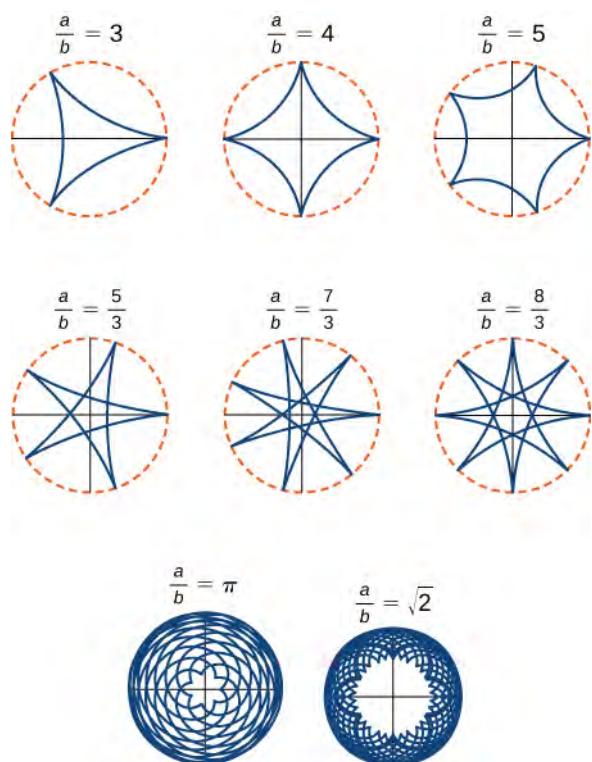 a/b = 3
a/b = 4
a/b = 5
a/b = 5/3
a/b = 7/3
a/b = 8/3
a/b = π
a/b = √2